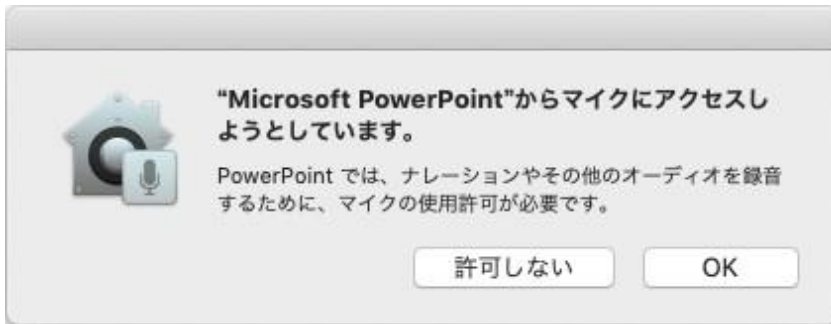 “Microsoft PowerPoint”からマイクにアクセスし
ようとしています。
PowerPoint では、ナレーションやその他のオーディオを録音
するために、マイクの使用許可が必要です。
許可しない
OK